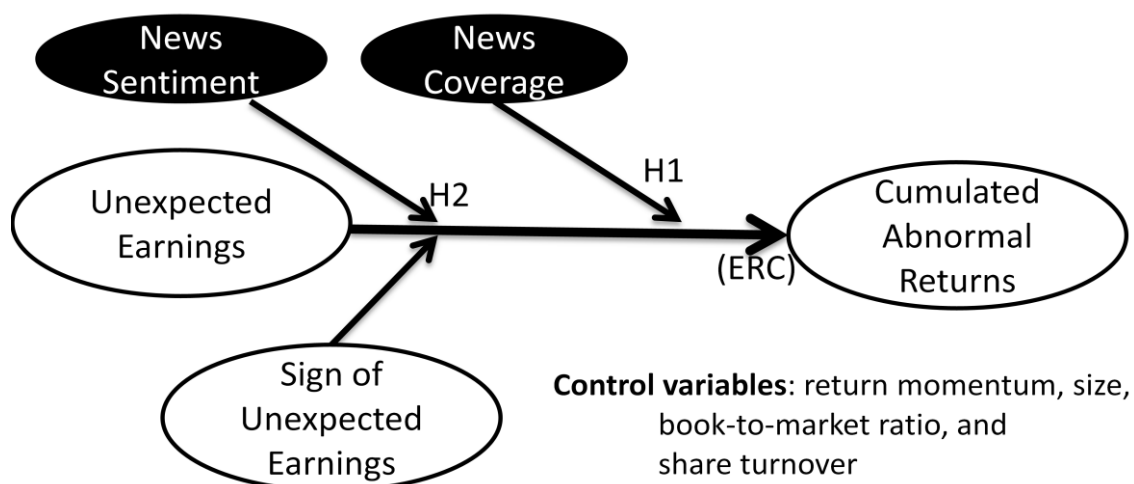 News
Sentiment
News
Coverage
H2
H1
Unexpected
Earnings
Cumulated
Abnormal
Returns
(ERC)
Sign of
Unexpected
Earnings
Control variables: return momentum, size,
book-to-market ratio, and
share turnover